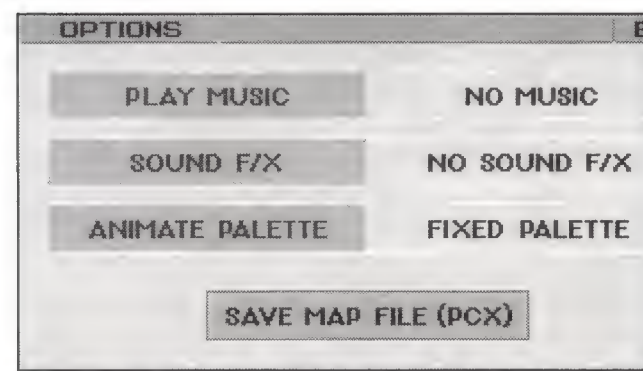 OPTIONS
PLAY MUSIC NO MUSIC
SOUND F/X NO SOUND F/X
ANIMATE PALETTE FIXED PALETTE
SAVE MAP FILE (PCX)